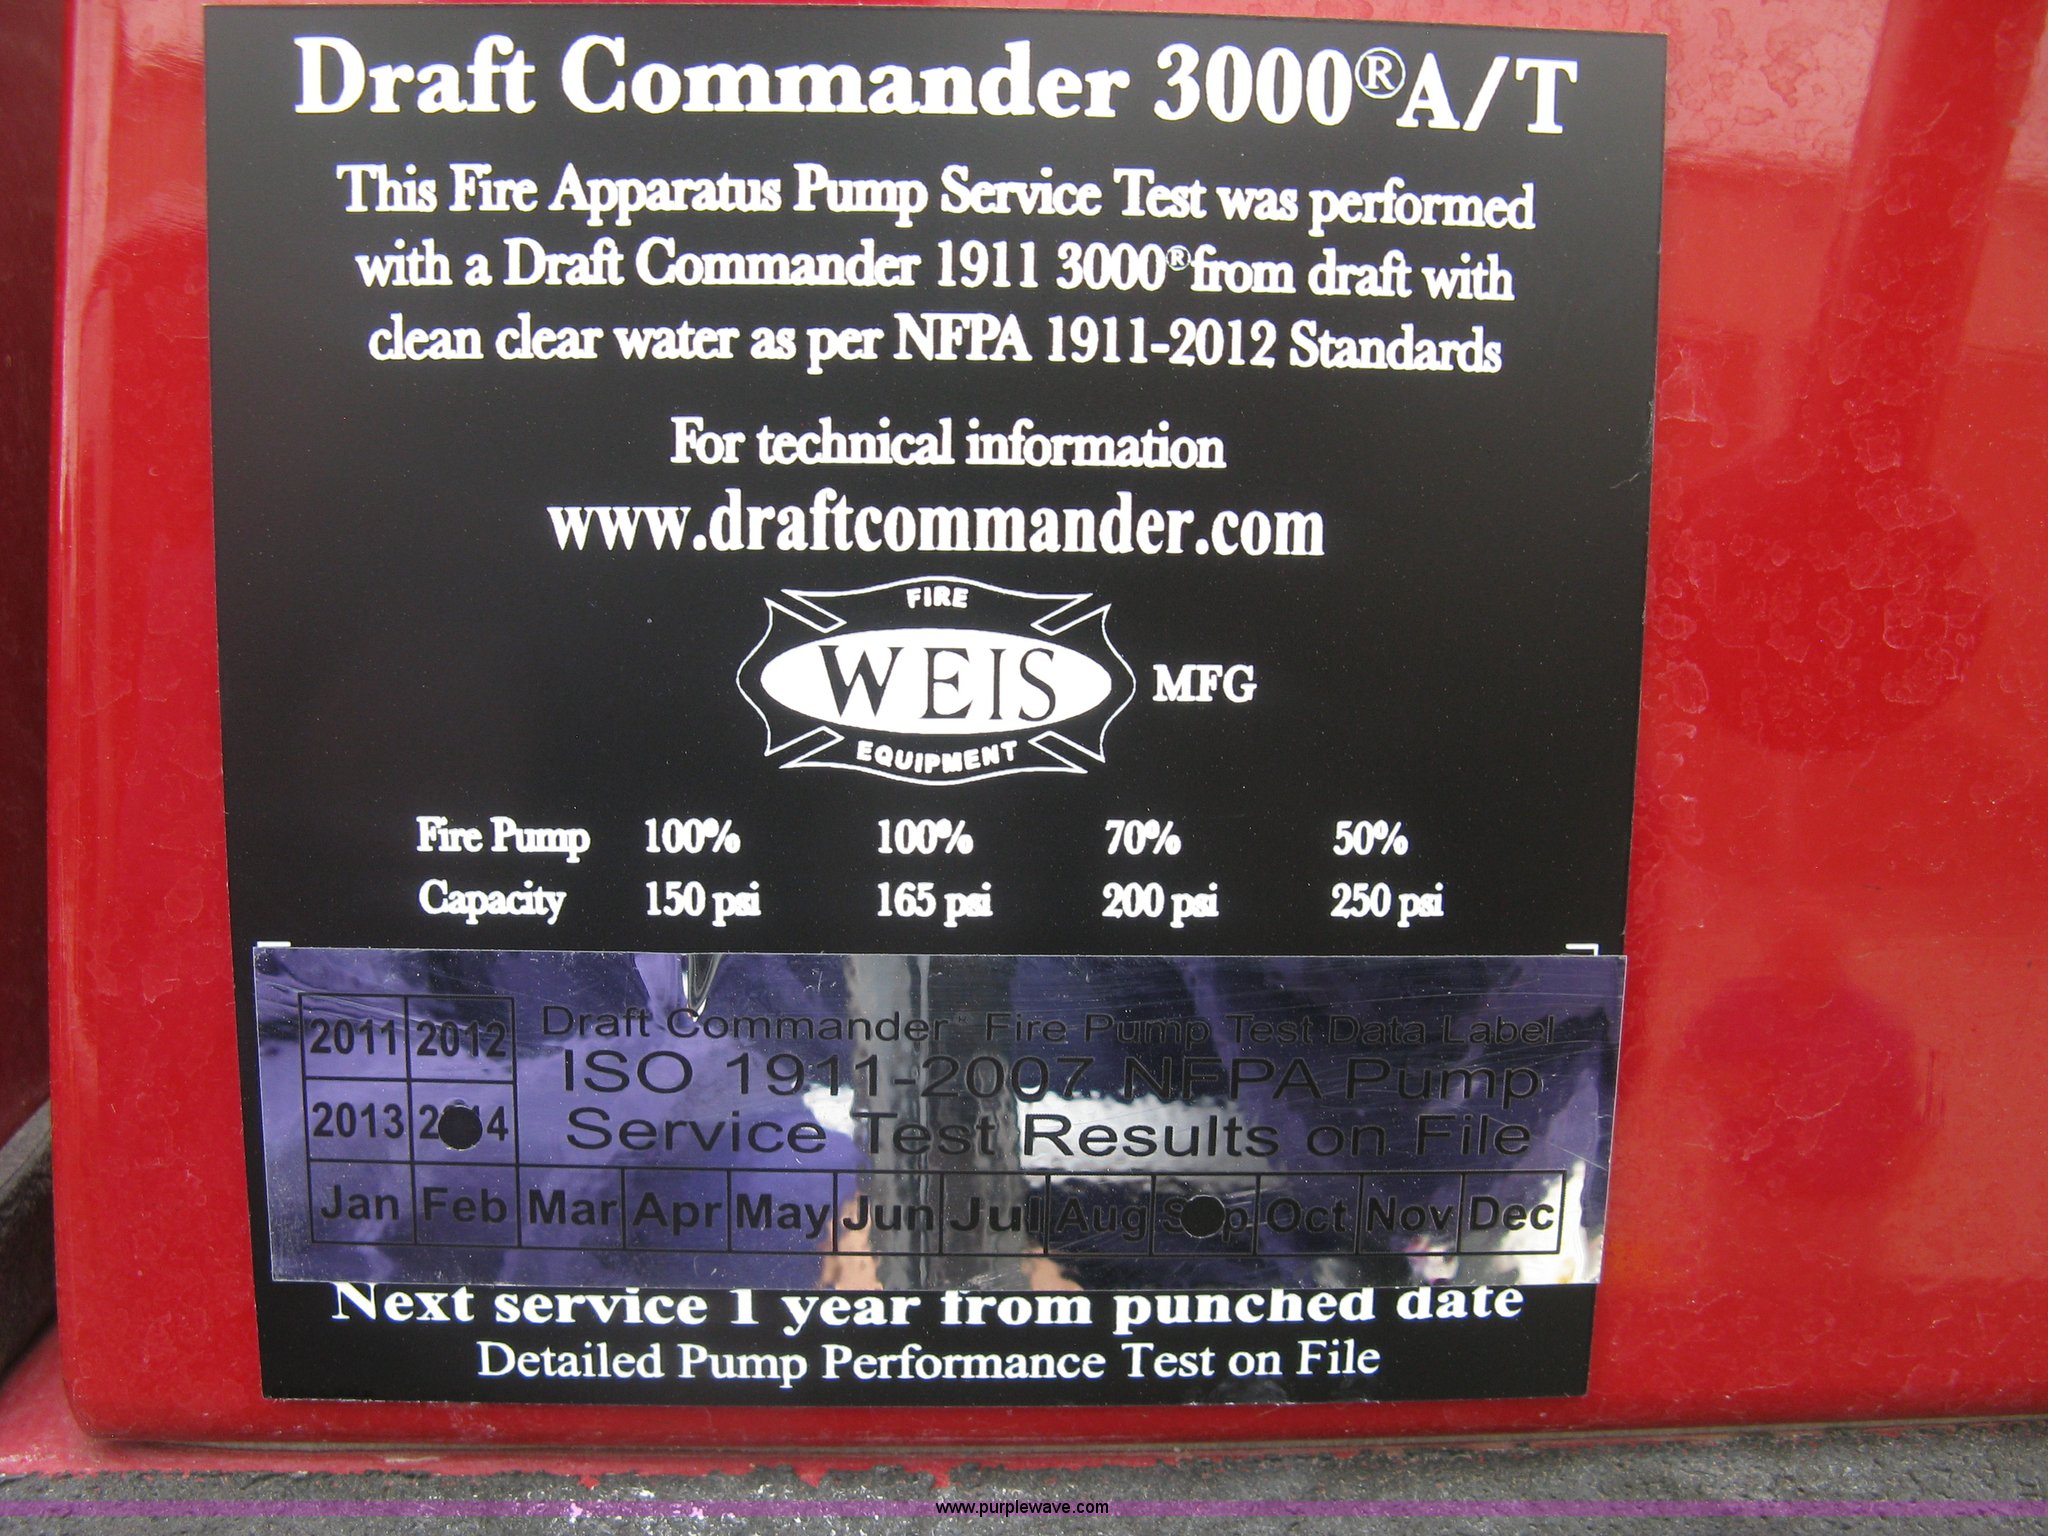 Draft Commander 3000®A/T
This Fire Apparatus Pump Service Test was performed
with a Draft Commander 1911 3000® from draft with
clean clear water as per NFPA 1911-2012 Standards
For technical information
www.draftcommander.com
FIRE
WEIS
EQUIPMENT
MFG
Fire Pump 100% 100% 70% 50%
Capacity 150 psi 165 psi 200 psi 250 psi
2011 2012
2013 2014
Draft Commander Fire Pump Test Data Label
ISO 1911-2007 NFPA Pump
Service Test Results on File
Jan Feb Mar Apr May Jun Jul Aug Sep Oct Nov Dec
Next service 1 year from punched date
Detailed Pump Performance Test on File
www.purplewave.com